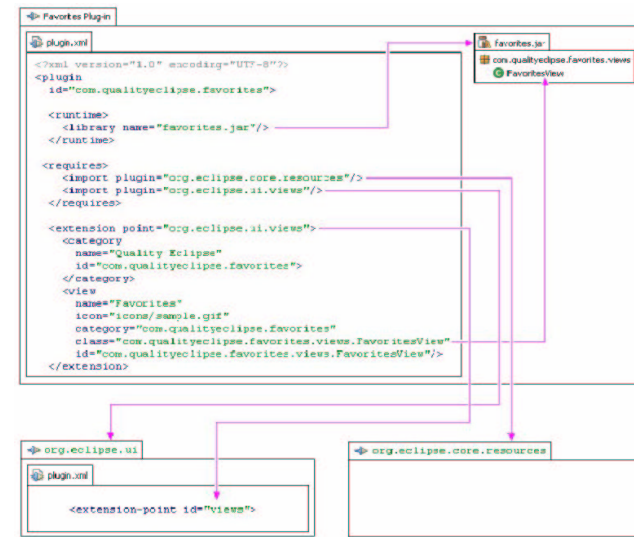 Favorites Plug-in
plugin.xml
<?xml version="1.0" encoding="UTF-8"?>
<plugin
id="com.qualityeclipse.favorites">
<runtime>
<library name="favorites.jar"/>
</runtime>
<requires>
<import plugin="org.eclipse.core.resources"/>
<import plugin="org.eclipse.ui.views"/>
</requires>
<extension point="org.eclipse.ui.views">
<category
name="Quality Eclipse"
id="com.qualityeclipse.favorites">
</category>
<view
name="Favorites"
icon="icons/sample.gif"
category="com.qualityeclipse.favorites"
class="com.qualityeclipse.favorites.views.FavoritesView"
id="com.qualityeclipse.favorites.views.FavoritesView"/>
</extension>
favorites.jar
com.qualityeclipse.favorites.views
FavoritesView
org.eclipse.ui
plugin.xml
<extension-point id="views">
org.eclipse.core.resources